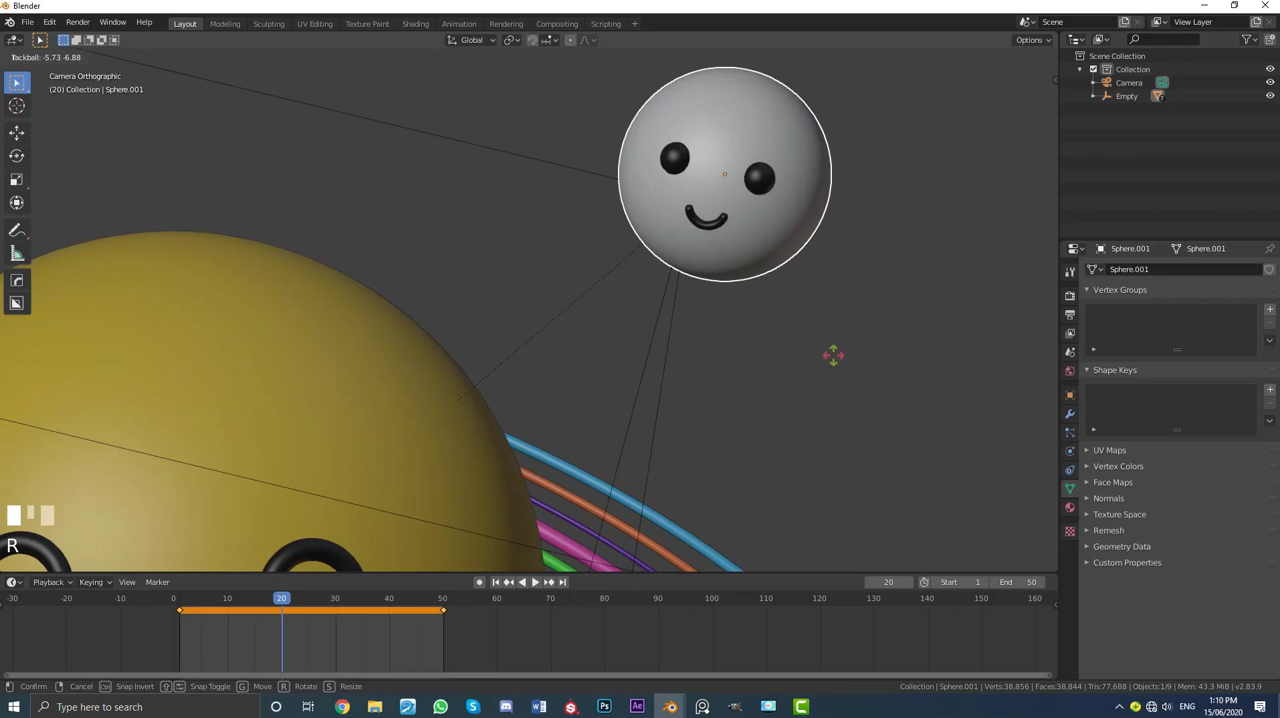 Blender
File Edit Render Window Help Layout Modeling Sculpting UV Editing Texture Paint Shading Animation Rendering Compositing Scripting + Scene View Layer
Global Options
Tackball: -5.73 -6.88
Camera Orthographic
(20) Collection | Sphere.001
R
Scene Collection
Collection
Camera
Empty
Sphere.001 Sphere.001
Sphere.001
Vertex Groups
Shape Keys
UV Maps
Vertex Colors
Face Maps
Normals
Texture Space
Remesh
Geometry Data
Custom Properties
Playback Keying View Marker 20 Start 1 End 50
-30 -20 -10 0 10 20 30 40 50 60 70 80 90 100 110 120 130 140 150 160
Confirm Cancel Ctrl Snap Invert Snap Toggle G Move R Rotate S Resize Collection | Sphere.001 | Verts:38,856 | Faces:38,844 | Tris:77,688 | Objects:1/9 | Mem: 43.3 MiB | v2.83.9
Type here to search ENG 1:10 PM
15/06/2020